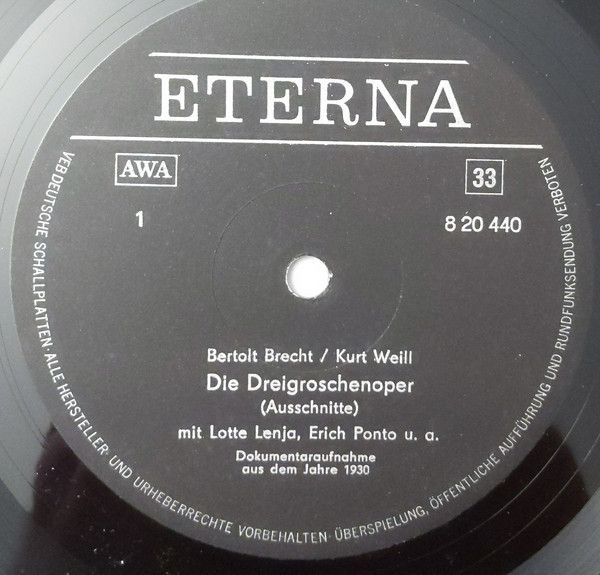 ETERNA
AWA
33
1
8 20 440
Bertolt Brecht / Kurt Weill
Die Dreigroschenoper
(Ausschnitte)
mit Lotte Lenja, Erich Ponto u. a.
Dokumentaraufnahme
aus dem Jahre 1930
VEB DEUTSCHE SCHALLPLATTEN · ALLE HERSTELLER- UND URHEBERRECHTE VORBEHALTEN · ÜBERSPIELUNG, ÖFFENTLICHE AUFFÜHRUNG UND RUNDFUNKSENDUNG VERBOTEN